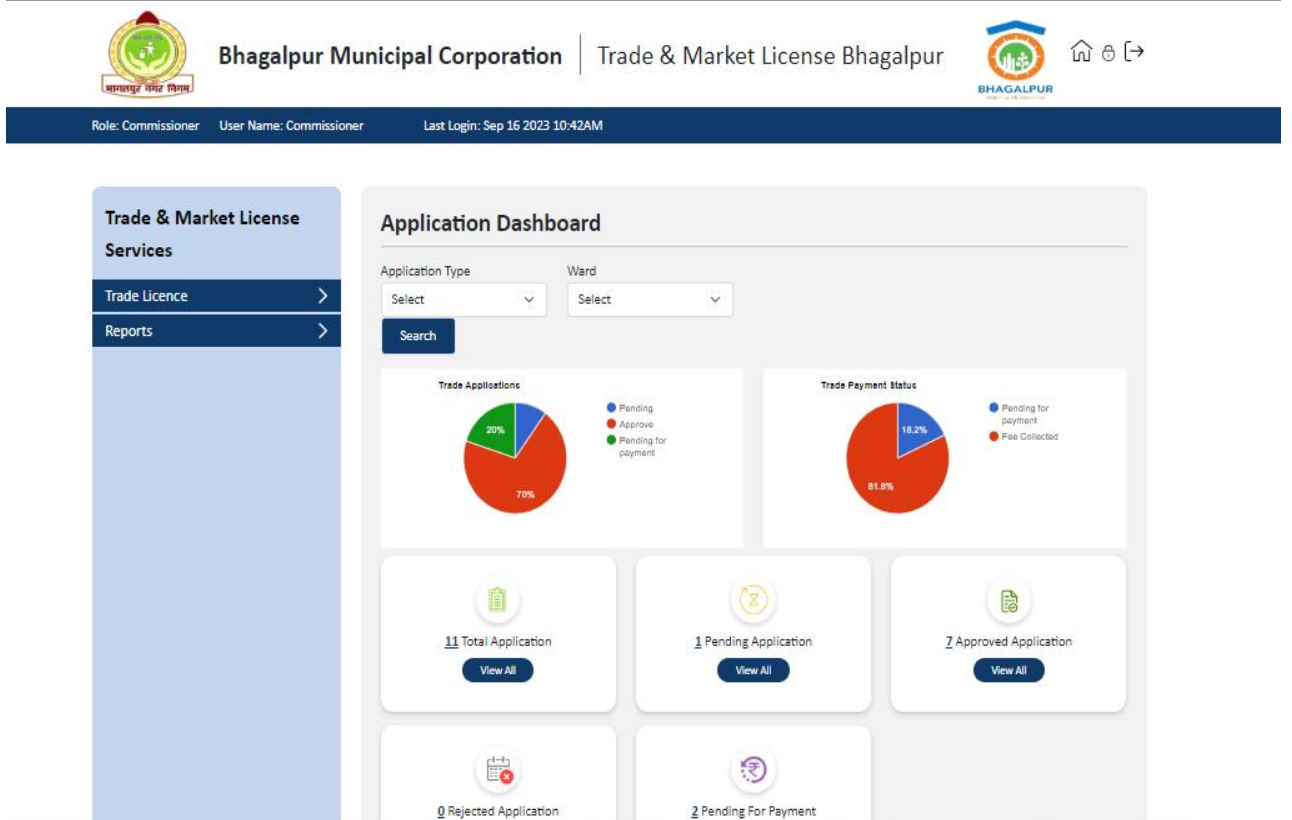 भागलपुर नगर निगम
Bhagalpur Municipal Corporation
Trade & Market License Bhagalpur
BHAGALPUR
Role: Commissioner User Name: Commissioner Last Login: Sep 16 2023 10:42AM
Trade & Market License
Services
Trade Licence
Reports
Application Dashboard
Application Type Ward
Select Select
Search
Trade Applications
20%
70%
Pending
Approve
Pending for
payment
Trade Payment Status
18.2%
81.8%
Pending for
payment
Fee Collected
11 Total Application
View All
1 Pending Application
View All
7 Approved Application
View All
0 Rejected Application
2 Pending For Payment